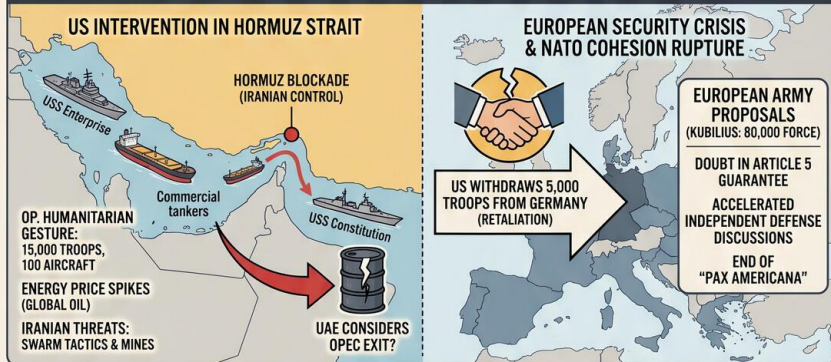 US INTERVENTION IN HORMUZ STRAIT
HORMUZ BLOCKADE
(IRANIAN CONTROL)
USS Enterprise
Commercial
tankers
USS Constitution
OP. HUMANITARIAN
GESTURE:
15,000 TROOPS,
100 AIRCRAFT
ENERGY PRICE SPIKES
(GLOBAL OIL)
IRANIAN THREATS:
SWARM TACTICS & MINES
UAE CONSIDERS
OPEC EXIT?
EUROPEAN SECURITY CRISIS
& NATO COHESION RUPTURE
US WITHDRAWS 5,000
TROOPS FROM GERMANY
(RETALIATION)
EUROPEAN ARMY
PROPOSALS
(KUBILIUS: 80,000 FORCE)
DOUBT IN ARTICLE 5
GUARANTEE
ACCELERATED
INDEPENDENT DEFENSE
DISCUSSIONS
END OF
"PAX AMERICANA"